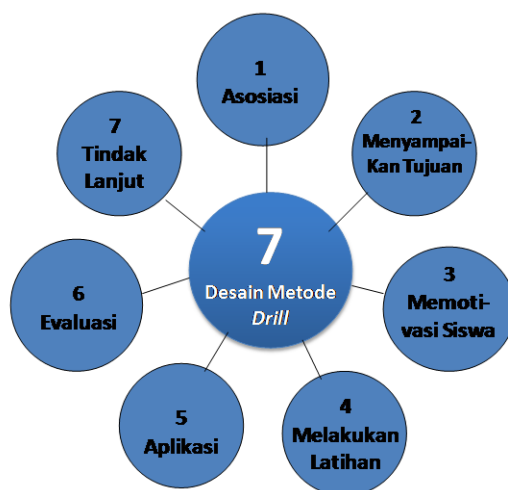 1
Asosiasi
2
Menyampai-
Kan Tujuan
3
Memoti-
vasi Siswa
4
Melakukan
Latihan
5
Aplikasi
6
Evaluasi
7
Tindak
Lanjut
7
Desain Metode
Drill